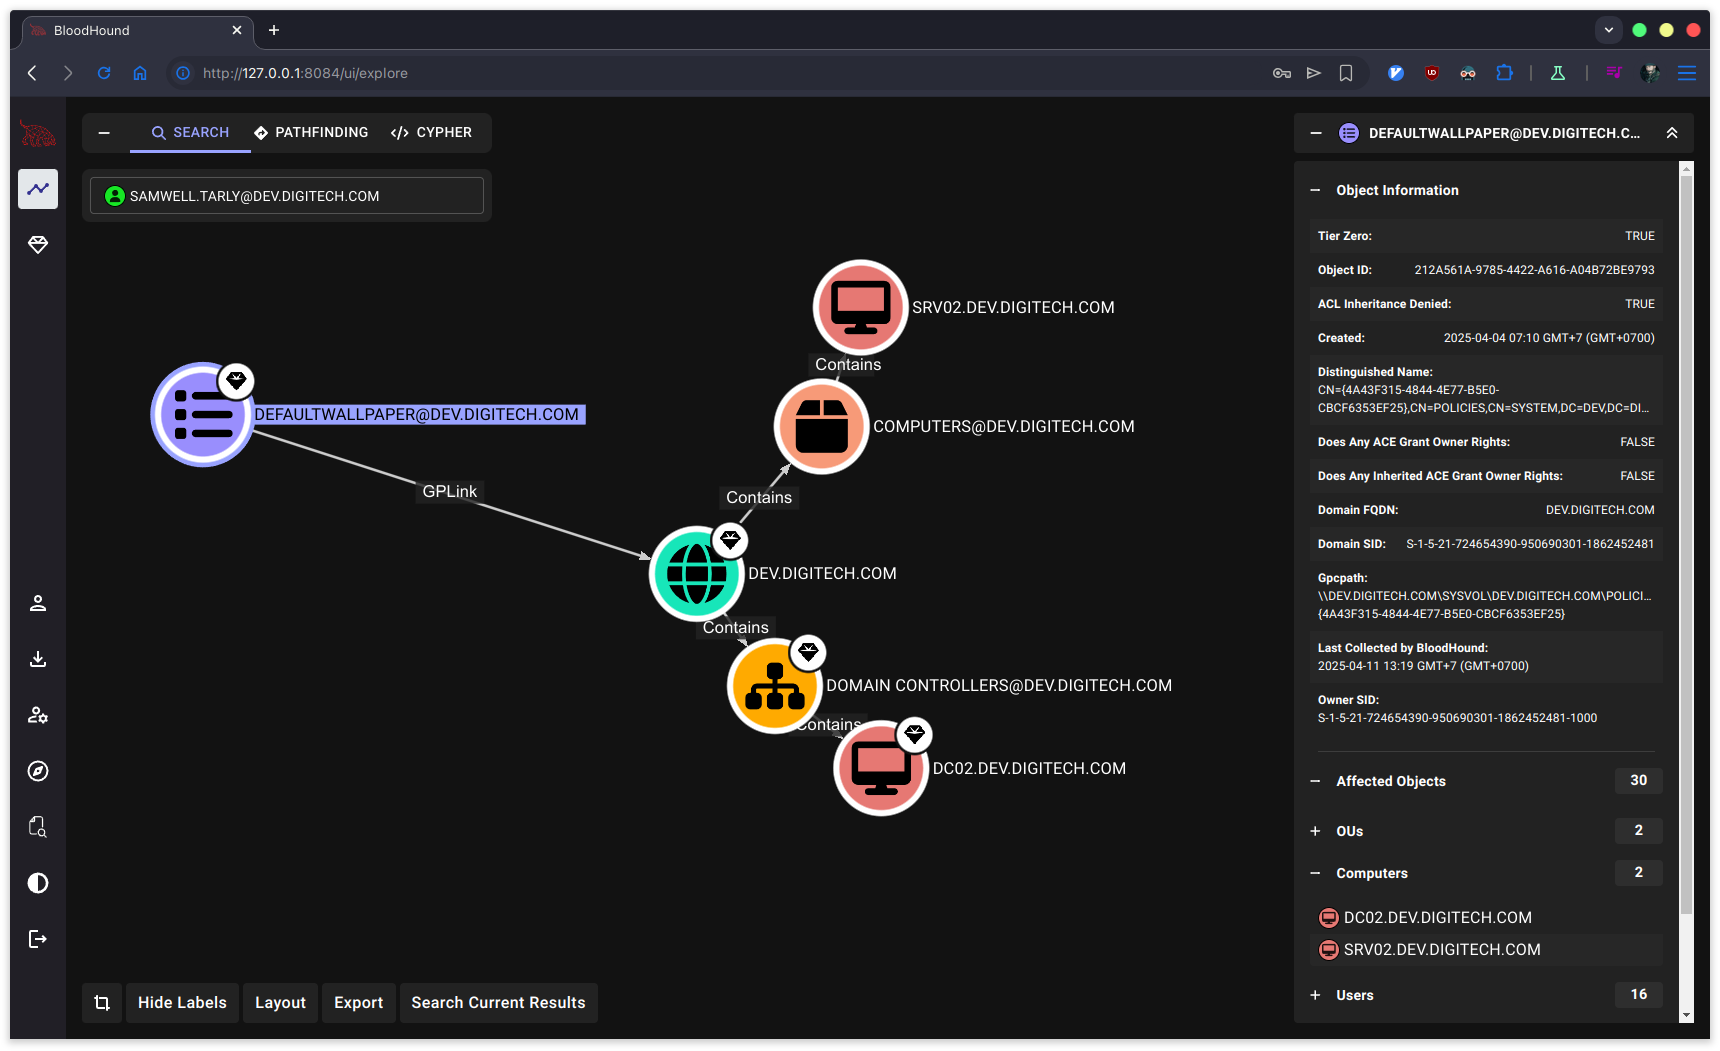 BloodHound
http://127.0.0.1:8084/ui/explore
SEARCH
PATHFINDING
</> CYPHER
SAMWELL.TARLY@DEV.DIGITECH.COM
SRV02.DEV.DIGITECH.COM
Contains
DEFAULTWALLPAPER@DEV.DIGITECH.COM
COMPUTERS@DEV.DIGITECH.COM
GPLink
Contains
DEV.DIGITECH.COM
Contains
DOMAIN CONTROLLERS@DEV.DIGITECH.COM
Contains
DC02.DEV.DIGITECH.COM
Hide Labels
Layout
Export
Search Current Results
DEFAULTWALLPAPER@DEV.DIGITECH.C...
Object Information
Tier Zero: TRUE
Object ID: 212A561A-9785-4422-A616-A04B72BE9793
ACL Inheritance Denied: TRUE
Created: 2025-04-04 07:10 GMT+7 (GMT+0700)
Distinguished Name:
CN={4A43F315-4844-4E77-B5E0-
CBCF6353EF25},CN=POLICIES,CN=SYSTEM,DC=DEV,DC=DI...
Does Any ACE Grant Owner Rights: FALSE
Does Any Inherited ACE Grant Owner Rights: FALSE
Domain FQDN: DEV.DIGITECH.COM
Domain SID: S-1-5-21-724654390-950690301-1862452481
Gpcpath:
\\DEV.DIGITECH.COM\SYSVOL\DEV.DIGITECH.COM\POLICI...
{4A43F315-4844-4E77-B5E0-CBCF6353EF25}
Last Collected by BloodHound:
2025-04-11 13:19 GMT+7 (GMT+0700)
Owner SID:
S-1-5-21-724654390-950690301-1862452481-1000
Affected Objects 30
OUs 2
Computers 2
DC02.DEV.DIGITECH.COM
SRV02.DEV.DIGITECH.COM
Users 16